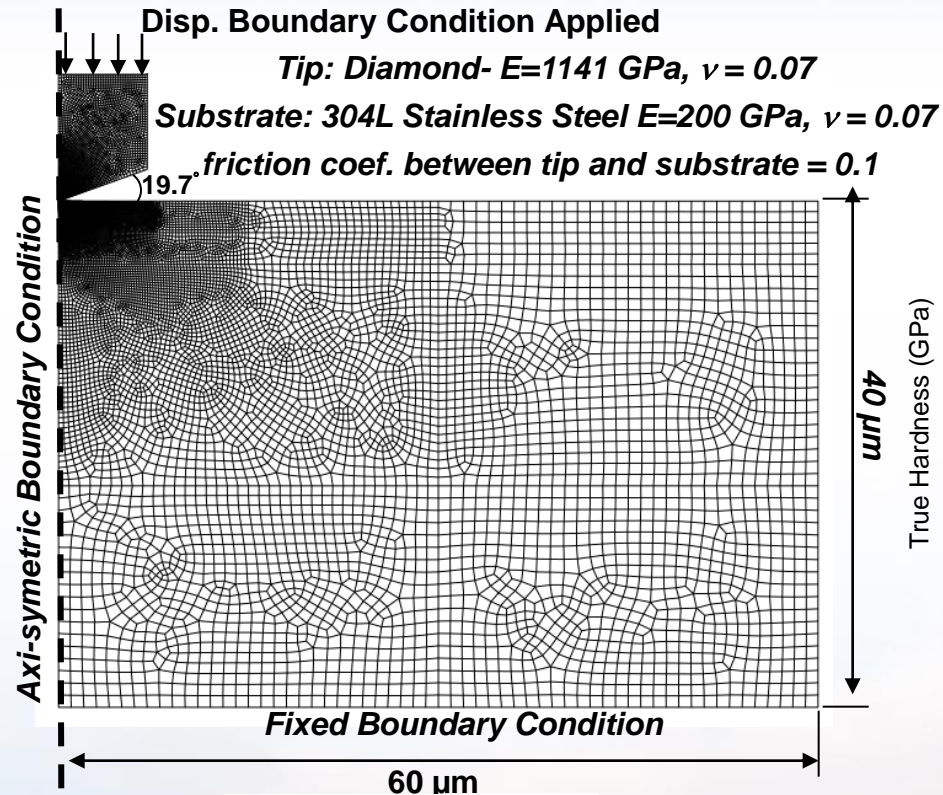 Disp. Boundary Condition Applied
Tip: Diamond- E=1141 GPa, ν = 0.07
Substrate: 304L Stainless Steel E=200 GPa, ν = 0.07
friction coef. between tip and substrate = 0.1
19.7°
Axi-symetric Boundary Condition
40 µm
True Hardness (GPa)
Fixed Boundary Condition
60 µm